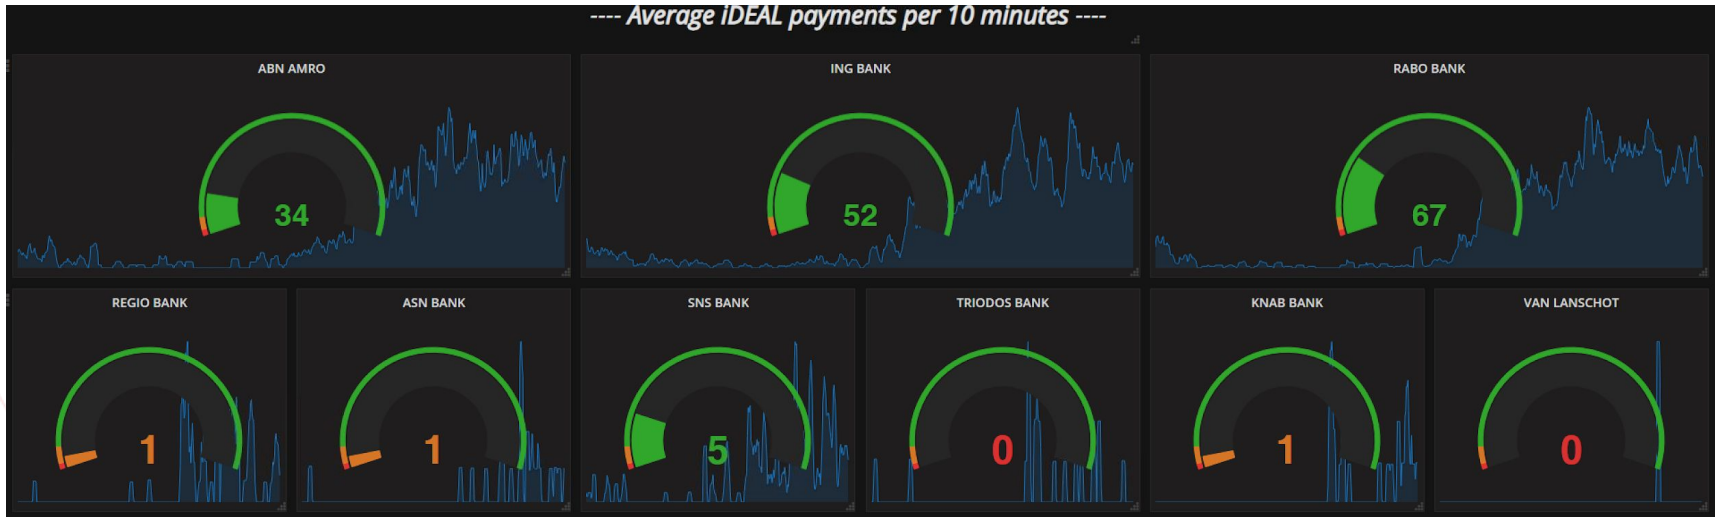 ---- Average iDEAL payments per 10 minutes ----
ABN AMRO
ING BANK
RABO BANK
34
52
67
REGIO BANK
ASN BANK
SNS BANK
TRIODOS BANK
KNAB BANK
VAN LANSCHOT
1
1
5
0
1
0